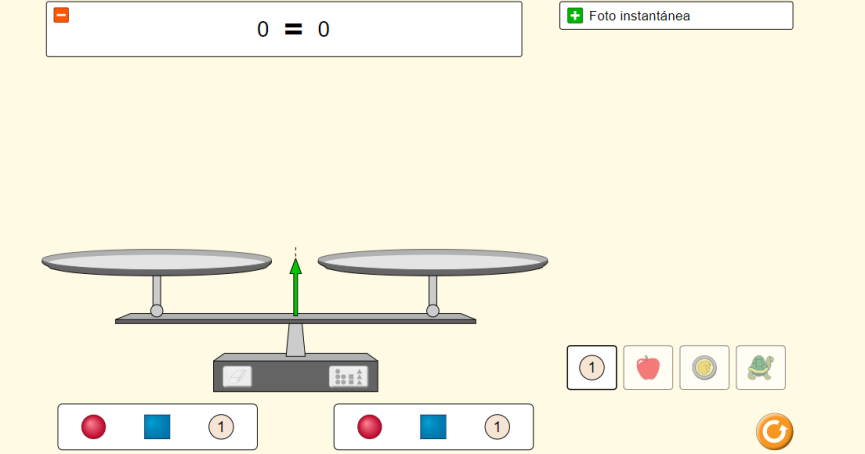 0 = 0
Foto instantánea
1
1 1